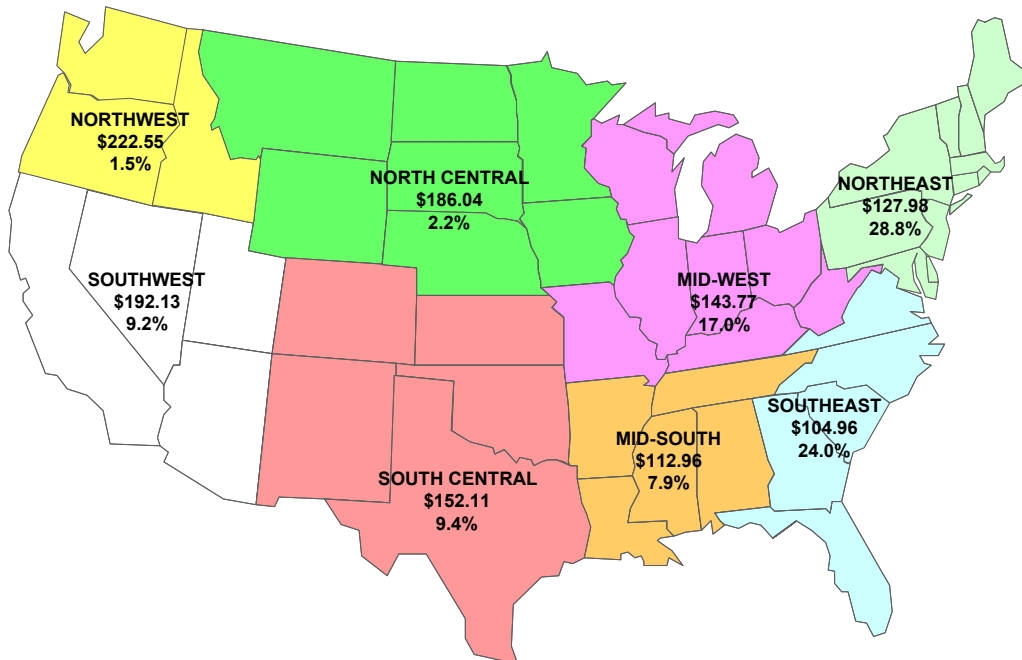 NORTHWEST
$222.55
1.5%
NORTH CENTRAL
$186.04
2.2%
NORTHEAST
$127.98
28.8%
SOUTHWEST
$192.13
9.2%
MID-WEST
$143.77
17.0%
SOUTHEAST
$104.96
24.0%
MID-SOUTH
$112.96
7.9%
SOUTH CENTRAL
$152.11
9.4%